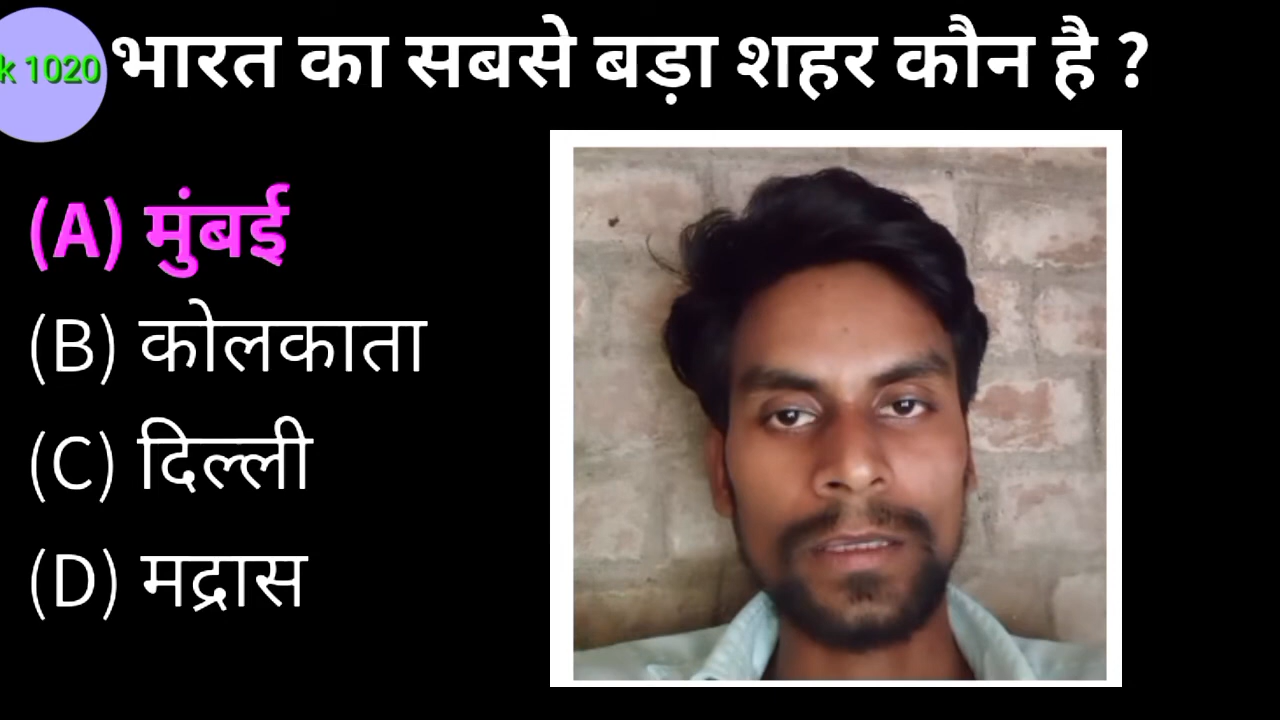 k 1020
भारत का सबसे बड़ा शहर कौन है ?
(A) मुंबई
(B) कोलकाता
(C) दिल्ली
(D) मद्रास